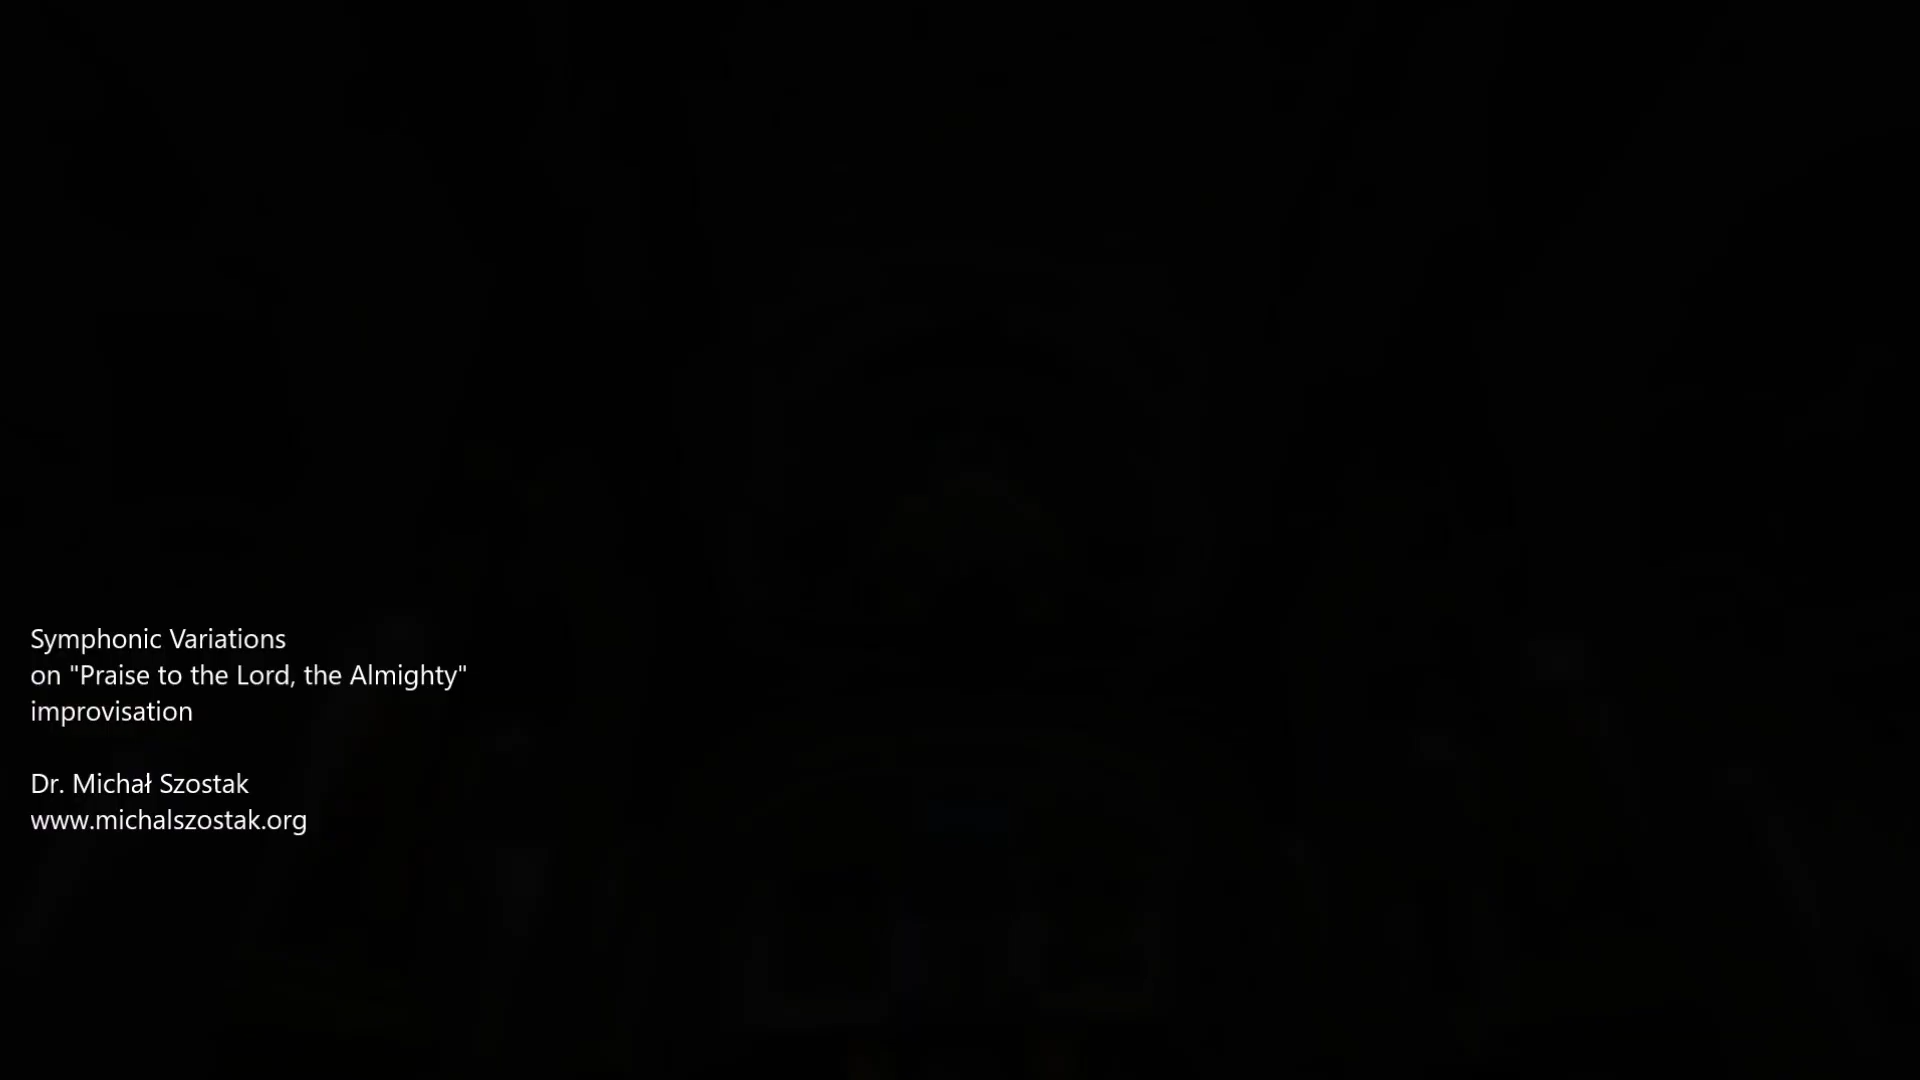 Symphonic Variations
on "Praise to the Lord, the Almighty"
improvisation
Dr. Michał Szostak
www.michalszostak.org